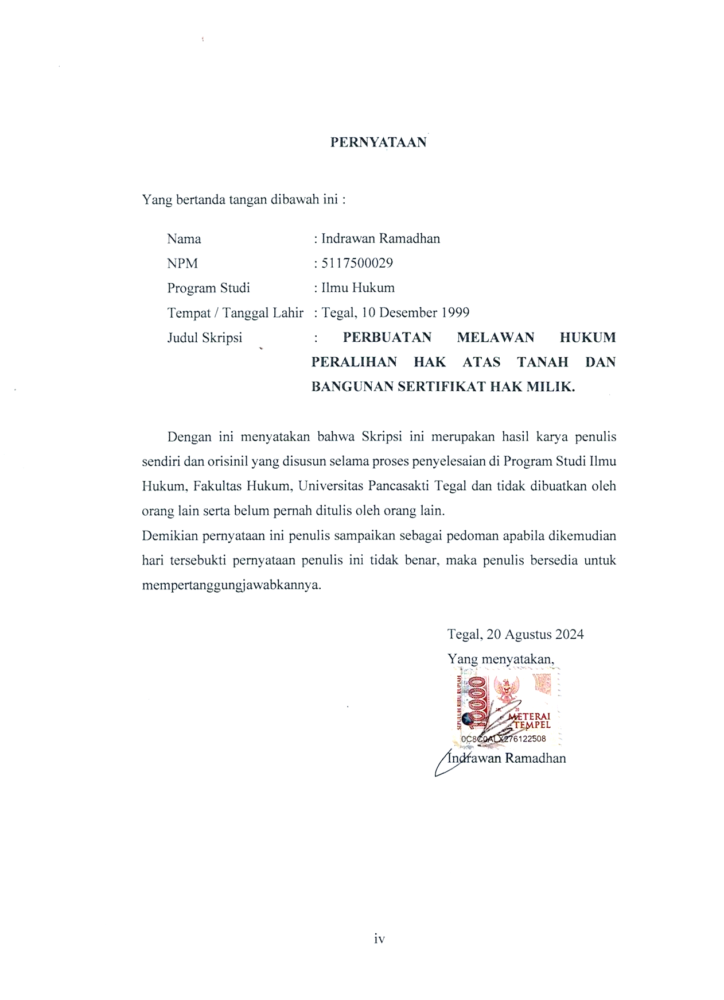 PERNYATAAN
Yang bertanda tangan dibawah ini :
Nama : Indrawan Ramadhan
NPM : 5117500029
Program Studi : Ilmu Hukum
Tempat / Tanggal Lahir : Tegal, 10 Desember 1999
Judul Skripsi : PERBUATAN MELAWAN HUKUM
PERALIHAN HAK ATAS TANAH DAN
BANGUNAN SERTIFIKAT HAK MILIK.
Dengan ini menyatakan bahwa Skripsi ini merupakan hasil karya penulis
sendiri dan orisinil yang disusun selama proses penyelesaian di Program Studi Ilmu
Hukum, Fakultas Hukum, Universitas Pancasakti Tegal dan tidak dibuatkan oleh
orang lain serta belum pernah ditulis oleh orang lain.
Demikian pernyataan ini penulis sampaikan sebagai pedoman apabila dikemudian
hari tersebukti pernyataan penulis ini tidak benar, maka penulis bersedia untuk
mempertanggungjawabkannya.
Tegal, 20 Agustus 2024
Yang menyatakan,
SEPULUH RIBU RUPIAH
10000
20
METERAI
TEMPEL
0C8C0ALX276122508
Indrawan Ramadhan
iv